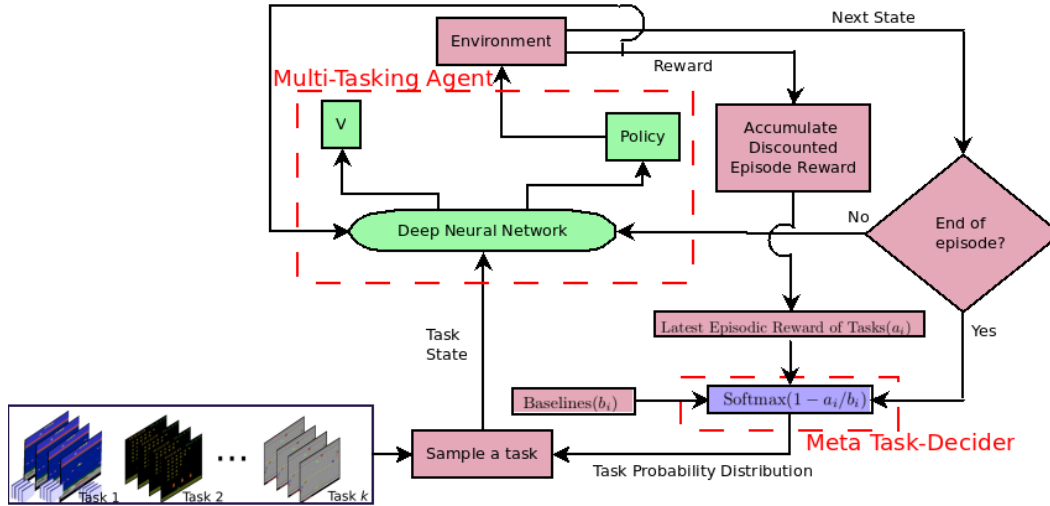 Next State
Environment
Reward
Multi-Tasking Agent
V
Policy
Accumulate
Discounted
Episode Reward
No
End of
episode?
Deep Neural Network
Latest Episodic Reward of Tasks(a_i)
Yes
Task
State
Baselines(b_i)
Softmax(1 − a_i/b_i)
Meta Task-Decider
Sample a task
Task Probability Distribution
Task 1
Task 2
...
Task k